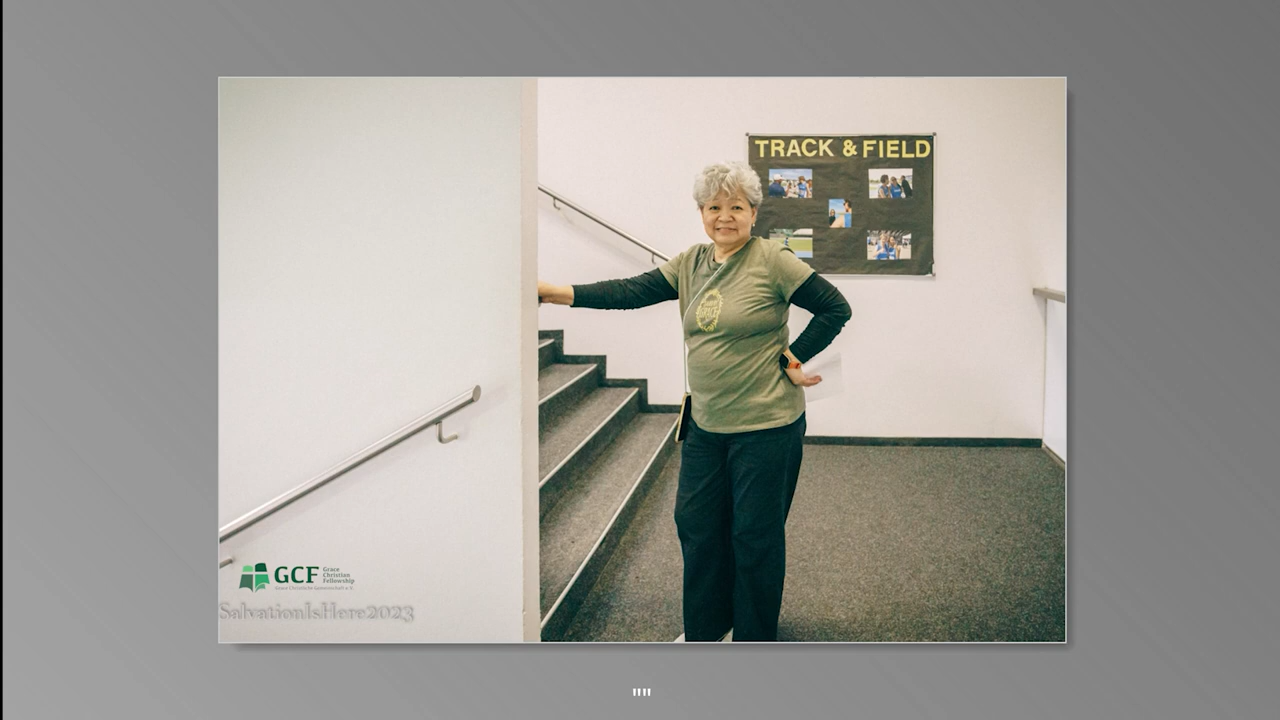 TRACK & FIELD
GCF
Grace
Christian
Fellowship
SalvationIsHere2023
""